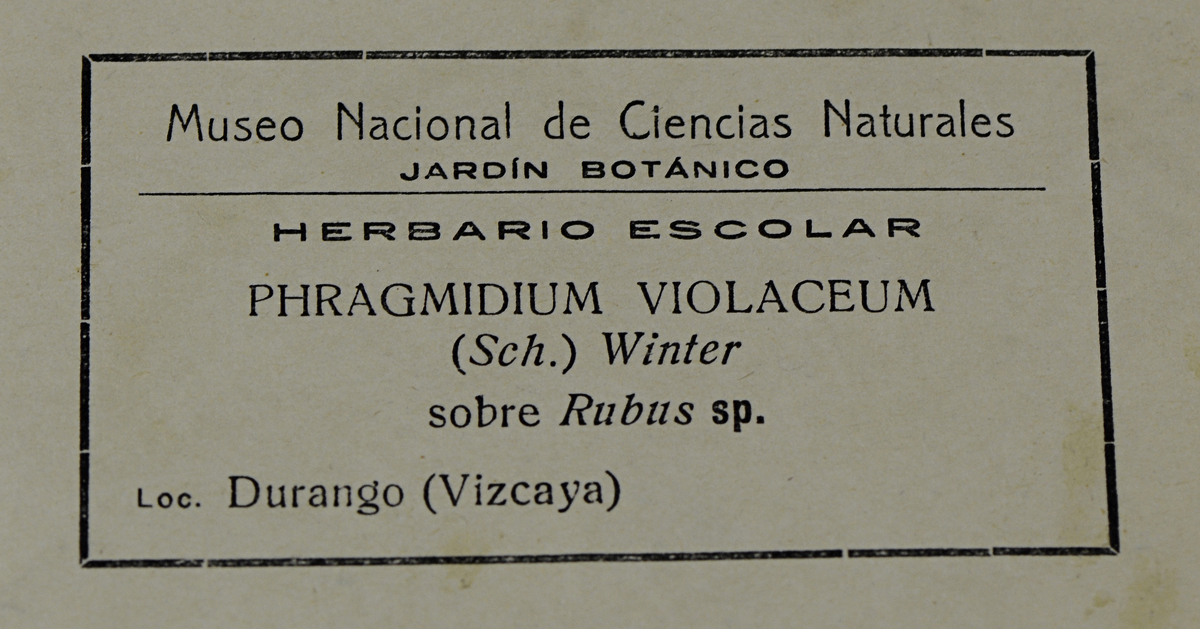 Museo Nacional de Ciencias Naturales
JARDÍN BOTÁNICO
HERBARIO ESCOLAR
PHRAGMIDIUM VIOLACEUM
(Sch.) Winter
sobre Rubus sp.
Loc. Durango (Vizcaya)